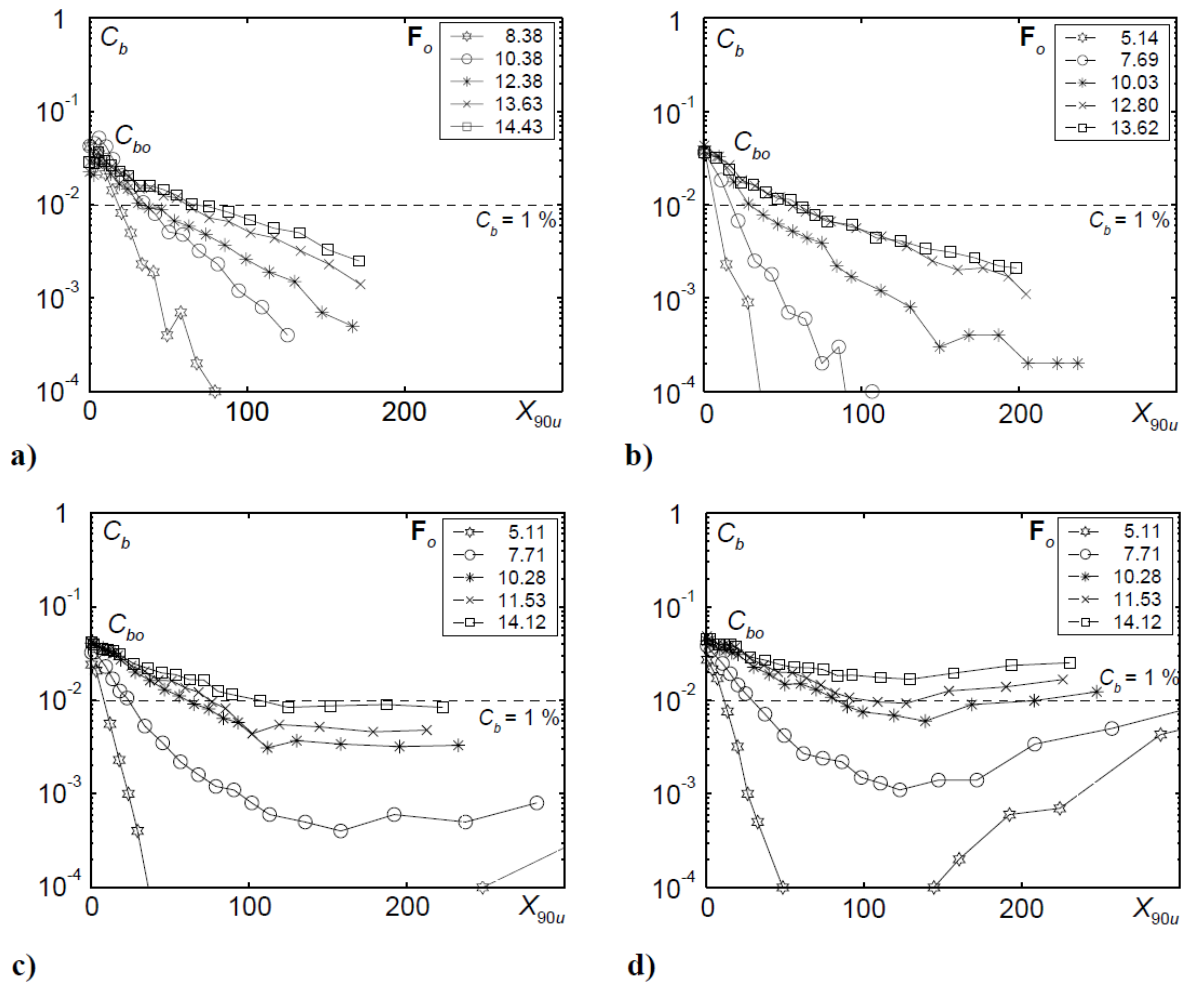 1
C_b
F_o
8.38
10.38
12.38
13.63
14.43
10^-1
C_bo
10^-2
C_b = 1 %
10^-3
10^-4
0 100 200 X_90u
a)
1
C_b
F_o
5.14
7.69
10.03
12.80
13.62
10^-1
C_bo
10^-2
C_b = 1 %
10^-3
10^-4
0 100 200 X_90u
b)
1
C_b
F_o
5.11
7.71
10.28
11.53
14.12
10^-1
C_bo
10^-2
C_b = 1 %
10^-3
10^-4
0 100 200 X_90u
c)
1
C_b
F_o
5.11
7.71
10.28
11.53
14.12
10^-1
C_bo
C_b = 1 %
10^-2
10^-3
10^-4
0 100 200 X_90u
d)